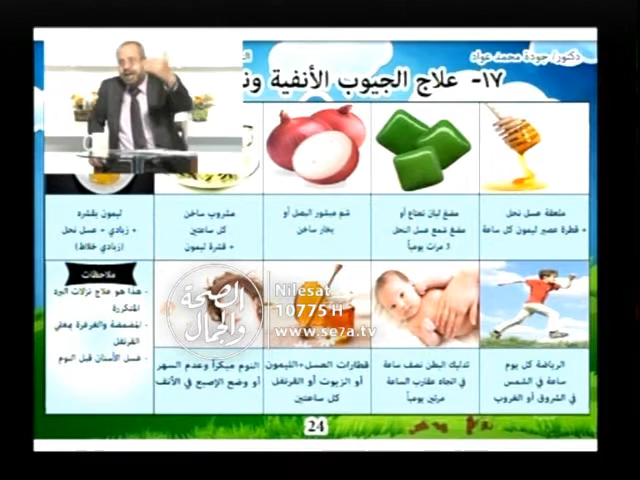 دكتور/ جودة محمد عواد
١٧- علاج الجيوب الأنفية ونز
ملعقة عسل نحل
+ قطرة عصير ليمون كل ساعة
مضغ لبان نعناع أو
مضغ شمع عسل النحل
3 مرات يومياً
شم مبشور البصل أو
بخار ساخن
مشروب ساخن
كل ساعتين
+ قشرة ليمون
ليمون بقشره
+ زبادي + عسل نحل
(زبادي خلاط)
الرياضة كل يوم
ساعة في الشمس
في الشروق أو الغروب
تدليك البطن نصف ساعة
في اتجاه عقارب الساعة
مرتين يومياً
قطارات العسل+الليمون
أو الزيوت أو القرنفل
كل ساعتين
النوم مبكراً وعدم السهر
أو وضع الإصبع في الأنف
ملاحظات
- هذا هو علاج نزلات البرد
المتكررة
- المضمضة والغرغرة بمغلي
القرنفل
- غسل الأسنان قبل النوم
الصحة
والجمال
Nilesat
10775 H
www.se7a.tv
24